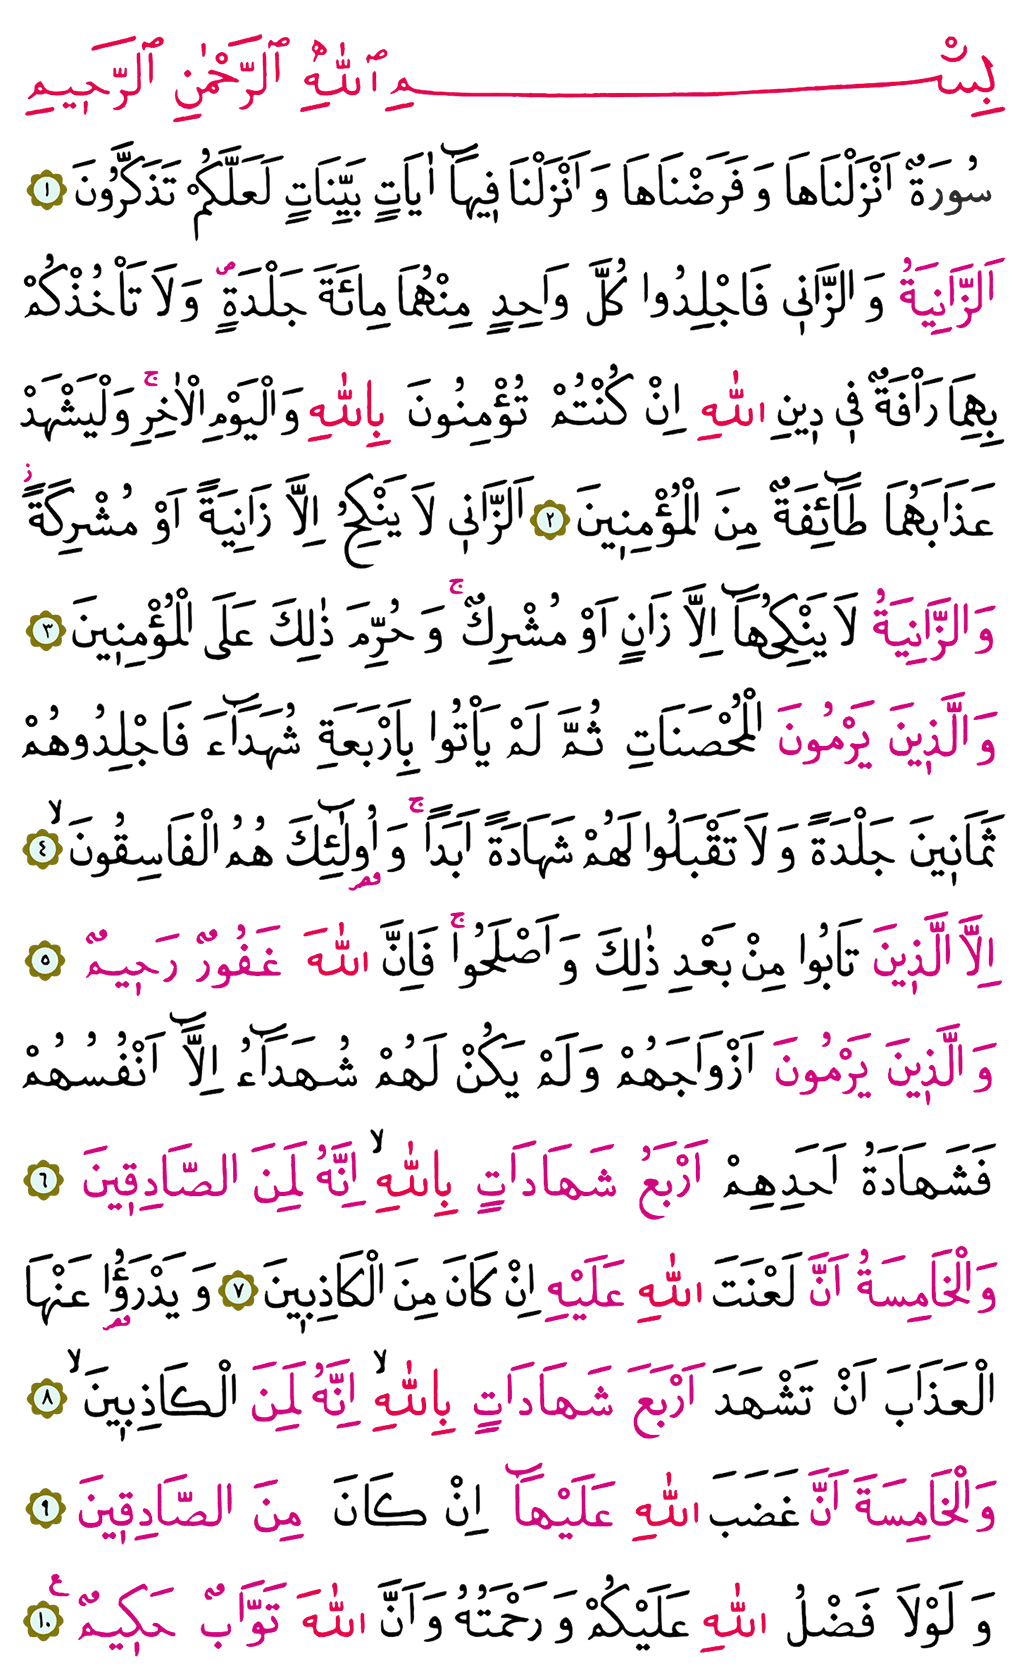 بِسْمِ ٱللّٰهِ ٱلرَّحْمٰنِ ٱلرَّحٖيمِ
سُورَةٌ اَنْزَلْنَاهَا وَ فَرَضْنَاهَا وَ اَنْزَلْنَا فٖيهَٓا اٰيَاتٍ بَيِّنَاتٍ لَعَلَّكُمْ تَذَكَّرُونَ ١
اَلزَّانِيَةُ وَ الزَّانٖي فَاجْلِدُوا كُلَّ وَاحِدٍ مِنْهُمَا مِائَةَ جَلْدَةٍۖ وَلَا تَأْخُذْكُمْ
بِهِمَا رَأْفَةٌ فٖي دٖينِ اللّٰهِ اِنْ كُنْتُمْ تُؤْمِنُونَ بِاللّٰهِ وَالْيَوْمِ الْاٰخِرِۚ وَلْيَشْهَدْ
عَذَابَهُمَا طَٓائِفَةٌ مِنَ الْمُؤْمِنٖينَ ٢ اَلزَّانٖي لَا يَنْكِحُ اِلَّا زَانِيَةً اَوْ مُشْرِكَةًؗ
وَالزَّانِيَةُ لَا يَنْكِحُهَٓا اِلَّا زَانٍ اَوْ مُشْرِكٌۚ وَ حُرِّمَ ذٰلِكَ عَلَى الْمُؤْمِنٖينَ ٣
وَالَّذٖينَ يَرْمُونَ الْمُحْصَنَاتِ ثُمَّ لَمْ يَأْتُوا بِاَرْبَعَةِ شُهَدَٓاءَ فَاجْلِدُوهُمْ
ثَمَانٖينَ جَلْدَةً وَ لَا تَقْبَلُوا لَهُمْ شَهَادَةً اَبَداًۚ وَ اُو۬لٰٓئِكَ هُمُ الْفَاسِقُونَۙ ٤
اِلَّا الَّذٖينَ تَابُوا مِنْ بَعْدِ ذٰلِكَ وَ اَصْلَحُواۚ فَاِنَّ اللّٰهَ غَفُورٌ رَحٖيمٌ ٥
وَالَّذٖينَ يَرْمُونَ اَزْوَاجَهُمْ وَلَمْ يَكُنْ لَهُمْ شُهَدَٓاءُ اِلَّٓا اَنْفُسُهُمْ
فَشَهَادَةُ اَحَدِهِمْ اَرْبَعُ شَهَادَاتٍ بِاللّٰهِۙ اِنَّهُ لَمِنَ الصَّادِقٖينَ ٦
وَالْخَامِسَةُ اَنَّ لَعْنَتَ اللّٰهِ عَلَيْهِ اِنْ كَانَ مِنَ الْكَاذِبٖينَ ٧ وَ يَدْرَؤُ۬ا عَنْهَا
الْعَذَابَ اَنْ تَشْهَدَ اَرْبَعَ شَهَادَاتٍ بِاللّٰهِۙ اِنَّهُ لَمِنَ الْكَاذِبٖينَۙ ٨
وَالْخَامِسَةَ اَنَّ غَضَبَ اللّٰهِ عَلَيْهَٓا اِنْ كَانَ مِنَ الصَّادِقٖينَ ٩
وَ لَوْلَا فَضْلُ اللّٰهِ عَلَيْكُمْ وَ رَحْمَتُهُ وَ اَنَّ اللّٰهَ تَوَّابٌ حَكٖيمٌ ع ١٠